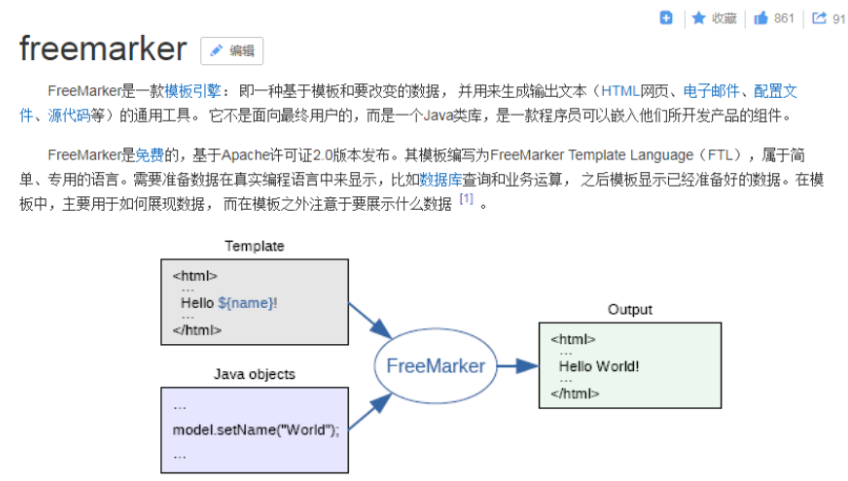 收藏 861 91
freemarker 编辑
FreeMarker是一款模板引擎： 即一种基于模板和要改变的数据， 并用来生成输出文本（HTML网页、电子邮件、配置文
件、源代码等）的通用工具。 它不是面向最终用户的，而是一个Java类库，是一款程序员可以嵌入他们所开发产品的组件。
FreeMarker是免费的，基于Apache许可证2.0版本发布。其模板编写为FreeMarker Template Language（FTL），属于简
单、专用的语言。需要准备数据在真实编程语言中来显示，比如数据库查询和业务运算， 之后模板显示已经准备好的数据。在模
板中，主要用于如何展现数据， 而在模板之外注意于要展示什么数据 [1] 。
Template
<html>
...
Hello ${name}!
...
</html>
Java objects
...
model.setName("World");
...
FreeMarker
Output
<html>
...
Hello World!
...
</html>